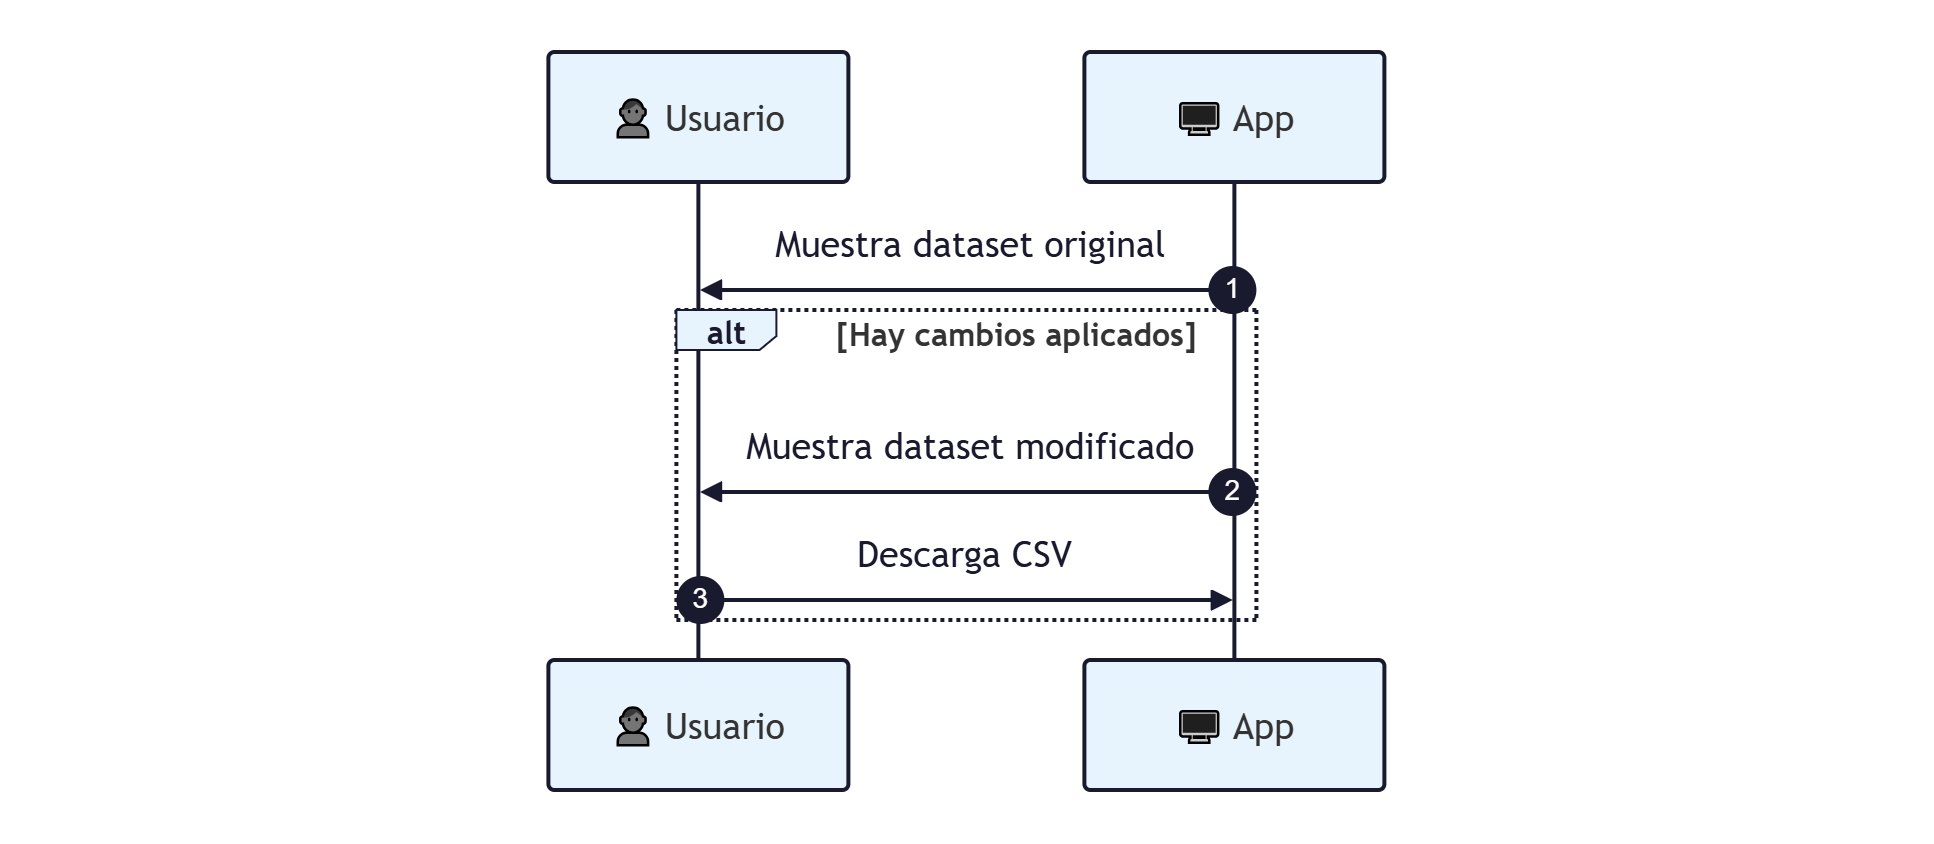 Usuario
App
Muestra dataset original
1
alt
[Hay cambios aplicados]
Muestra dataset modificado
2
Descarga CSV
3
Usuario
App